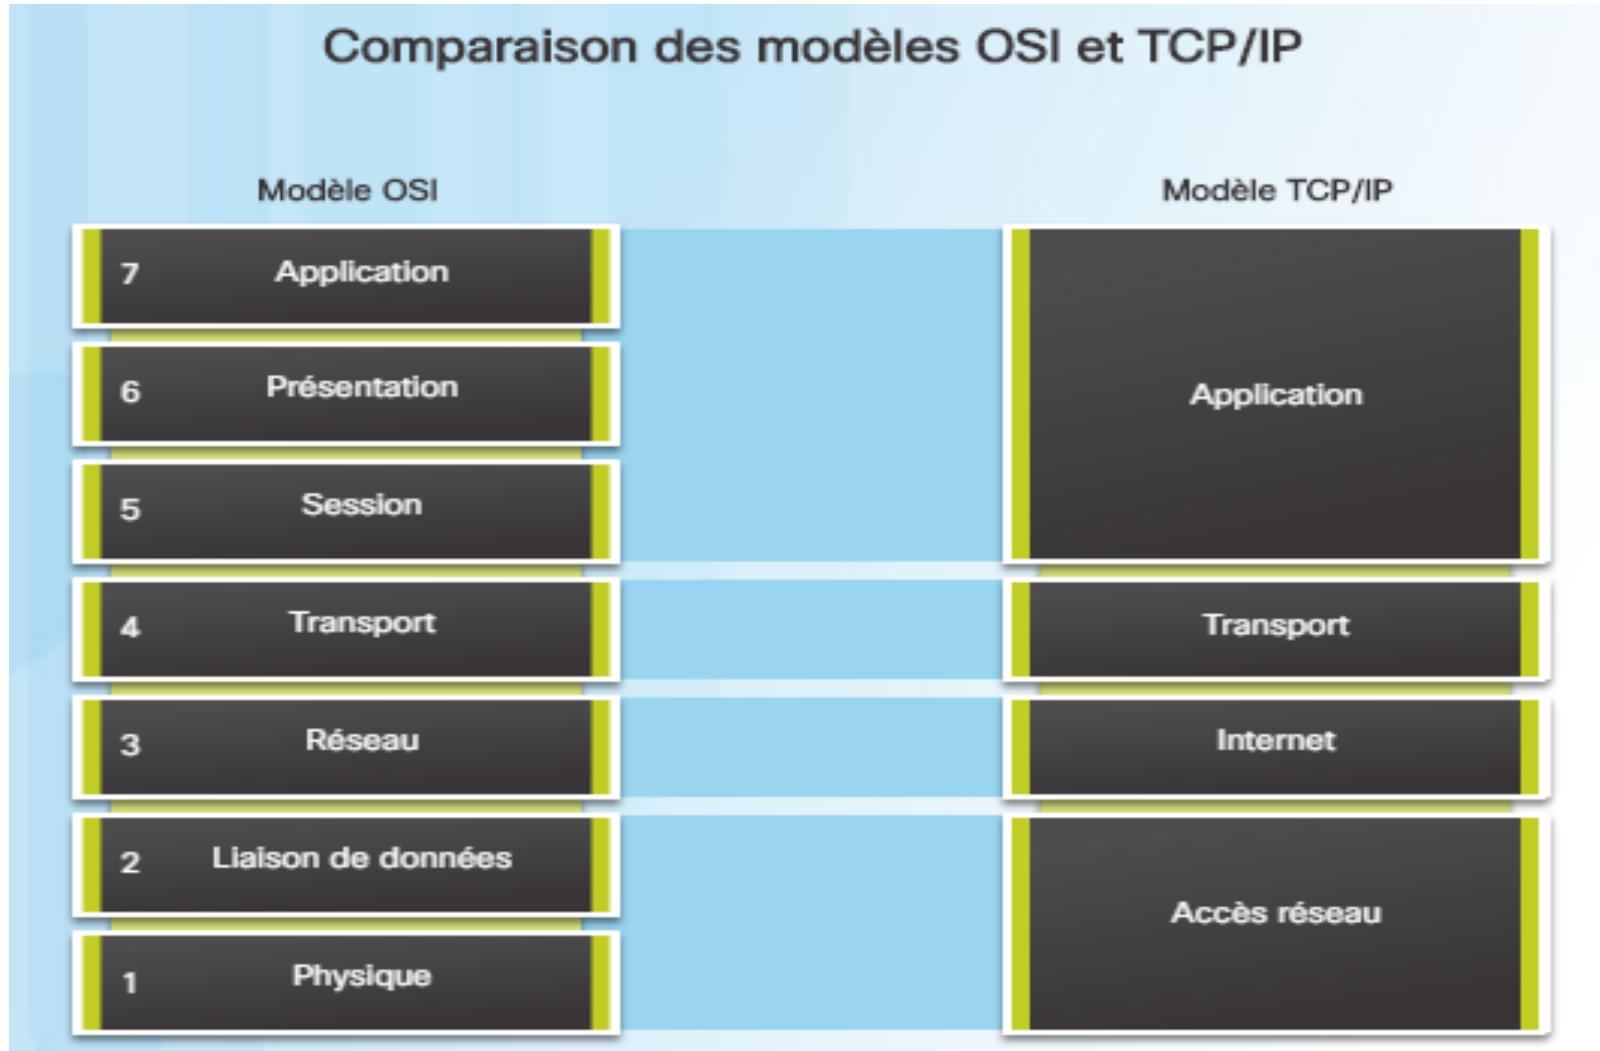 Comparaison des modèles OSI et TCP/IP
Modèle OSI
Modèle TCP/IP
7 Application
6 Présentation
5 Session
4 Transport
3 Réseau
2 Liaison de données
1 Physique
Application
Transport
Internet
Accès réseau